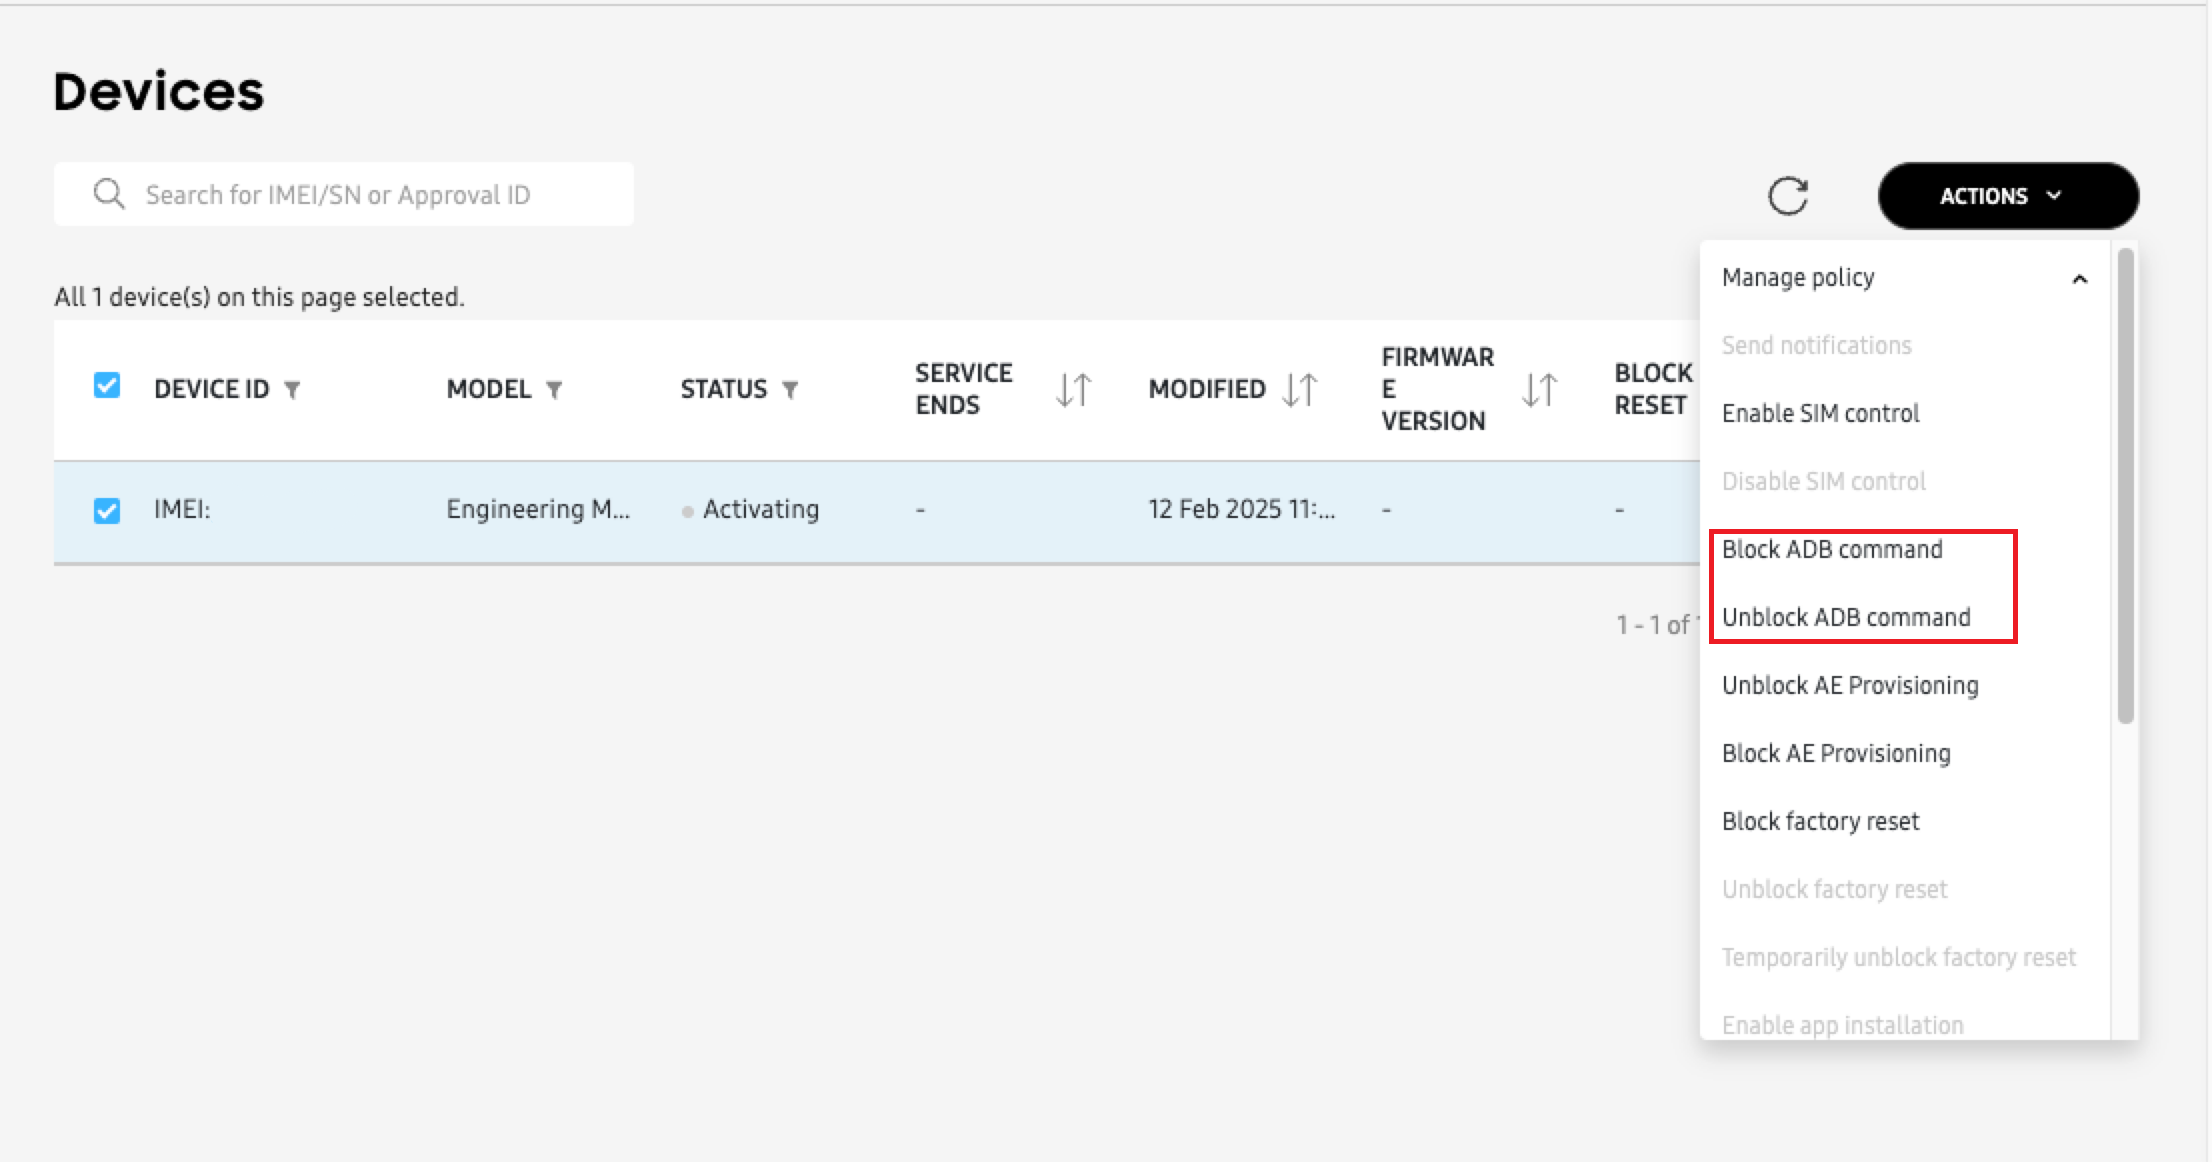 Devices
Search for IMEI/SN or Approval ID
ACTIONS
All 1 device(s) on this page selected.
DEVICE ID
MODEL
STATUS
SERVICE
ENDS
MODIFIED
FIRMWAR
E
VERSION
BLOCK
RESET
IMEI:
Engineering M...
Activating
-
12 Feb 2025 11:...
-
-
1 - 1 of
Manage policy
Send notifications
Enable SIM control
Disable SIM control
Block ADB command
Unblock ADB command
Unblock AE Provisioning
Block AE Provisioning
Block factory reset
Unblock factory reset
Temporarily unblock factory reset
Enable app installation